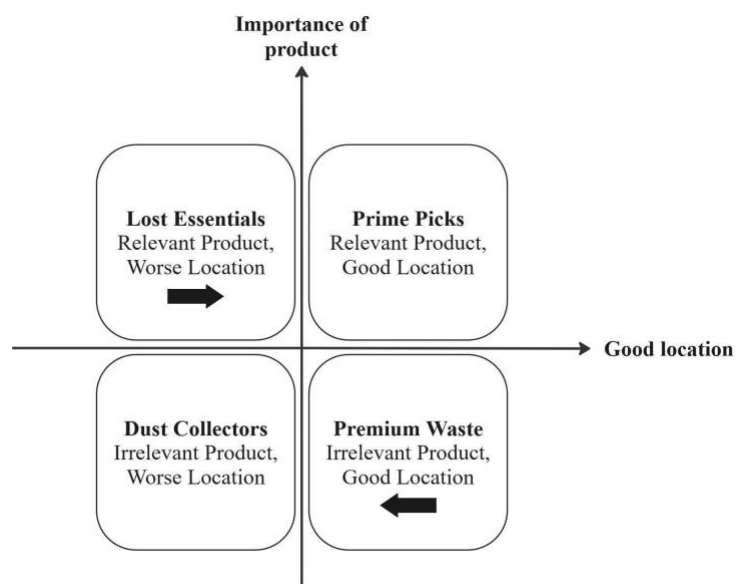 Importance of
product
Lost Essentials
Relevant Product,
Worse Location
Prime Picks
Relevant Product,
Good Location
Good location
Dust Collectors
Irrelevant Product,
Worse Location
Premium Waste
Irrelevant Product,
Good Location